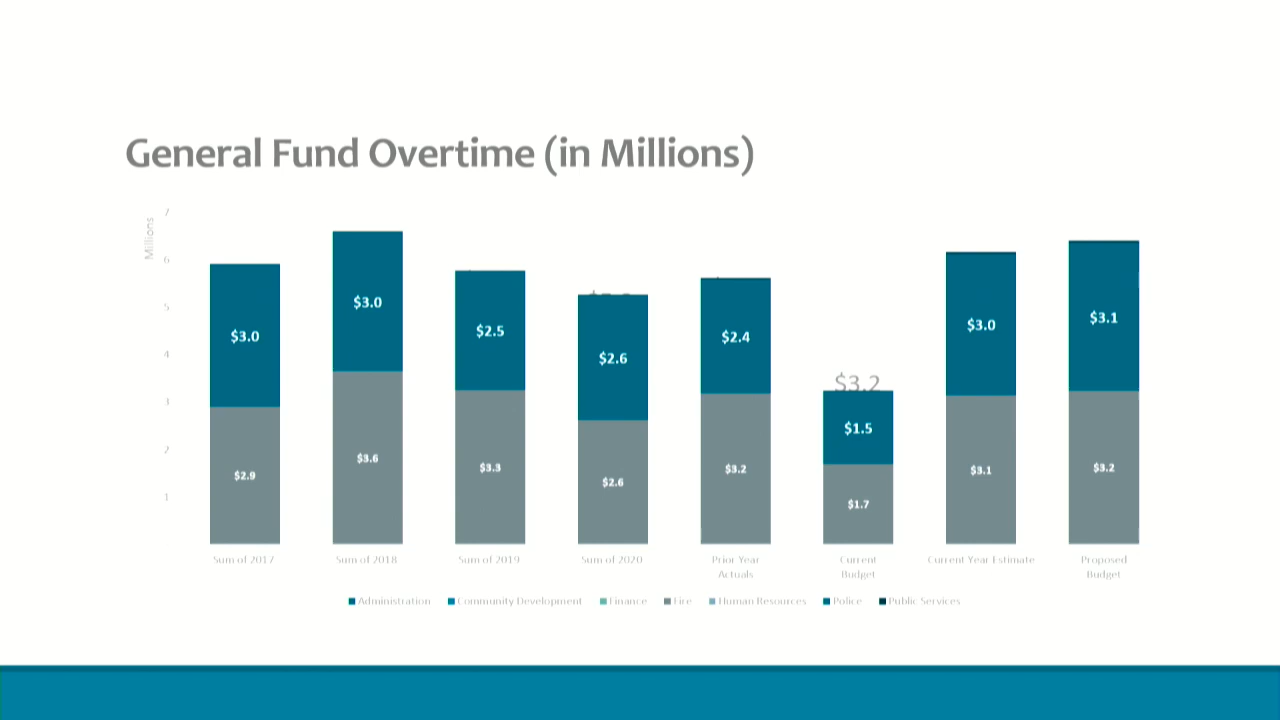 General Fund Overtime (in Millions)
Millions
7
6
5
4
3
2
1
$3.0
$3.0
$2.5
$2.6
$2.4
$3.2
$1.5
$3.0
$3.1
$2.9
$3.6
$3.3
$2.6
$3.2
$1.7
$3.1
$3.2
Sum of 2017
Sum of 2018
Sum of 2019
Sum of 2020
Prior Year
Actuals
Current
Budget
Current Year Estimate
Proposed
Budget
Administration
Community Development
Finance
Fire
Human Resources
Police
Public Services